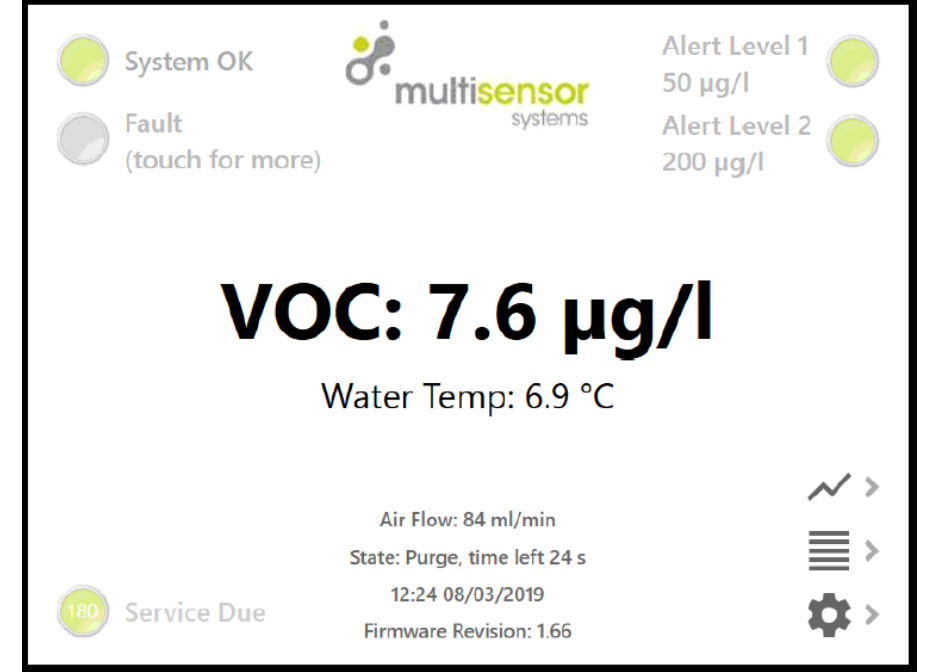 System OK
Fault
(touch for more)
multisensor
systems
Alert Level 1
50 µg/l
Alert Level 2
200 µg/l
VOC: 7.6 µg/l
Water Temp: 6.9 °C
Air Flow: 84 ml/min
State: Purge, time left 24 s
12:24 08/03/2019
Firmware Revision: 1.66
180 Service Due